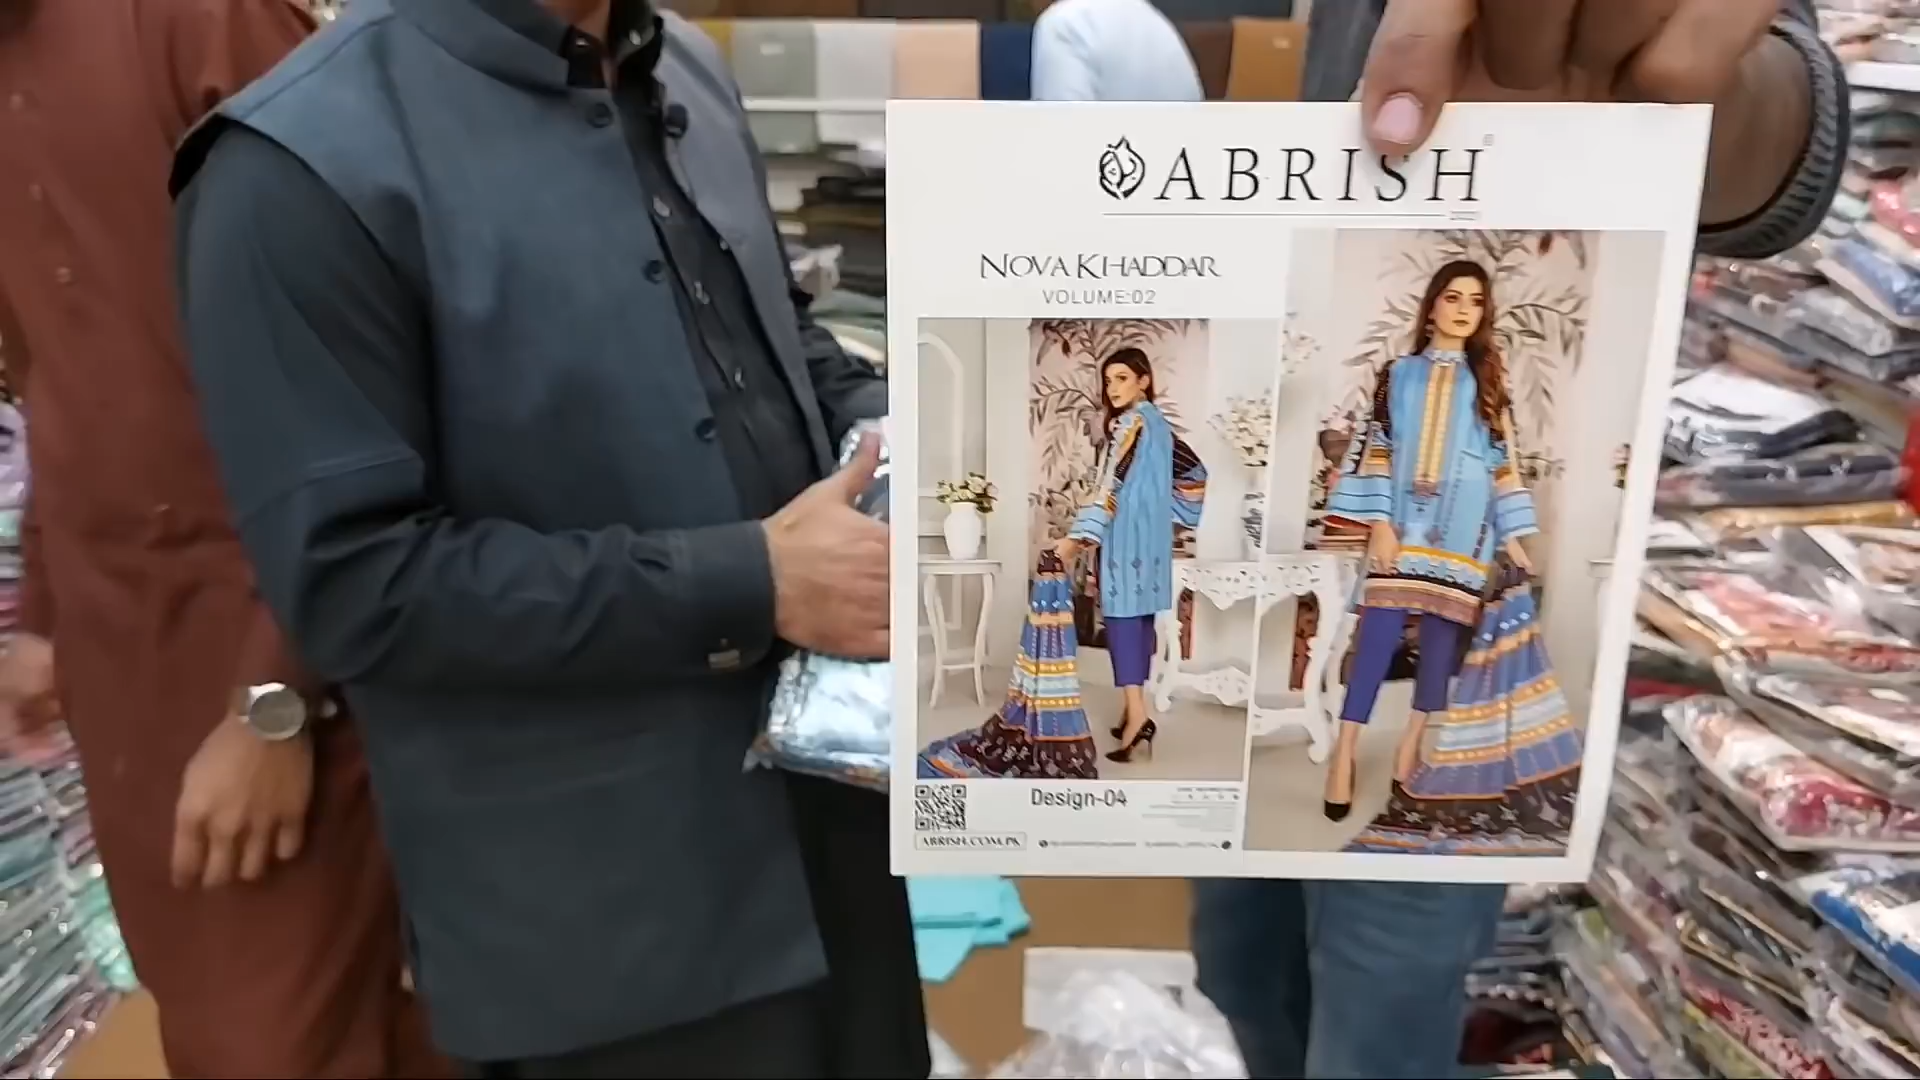 ABRISH
NOVA KHADDAR
VOLUME:02
Design-04
ABRISH.COM.PK